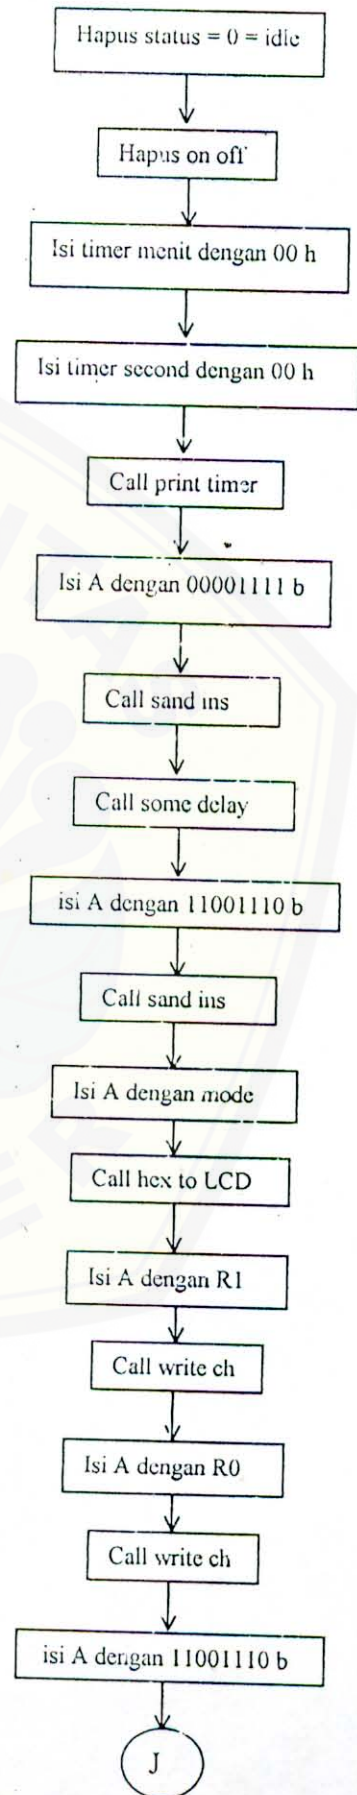 Hapus status = 0 = idle
Hapus on off
Isi timer menit dengan 00 h
Isi timer second dengan 00 h
Call print timer
Isi A dengan 00001111 b
Call sand ins
Call some delay
isi A dengan 11001110 b
Call sand ins
Isi A dengan mode
Call hex to LCD
Isi A dengan R1
Call write ch
Isi A dengan R0
Call write ch
isi A dengan 11001110 b
J